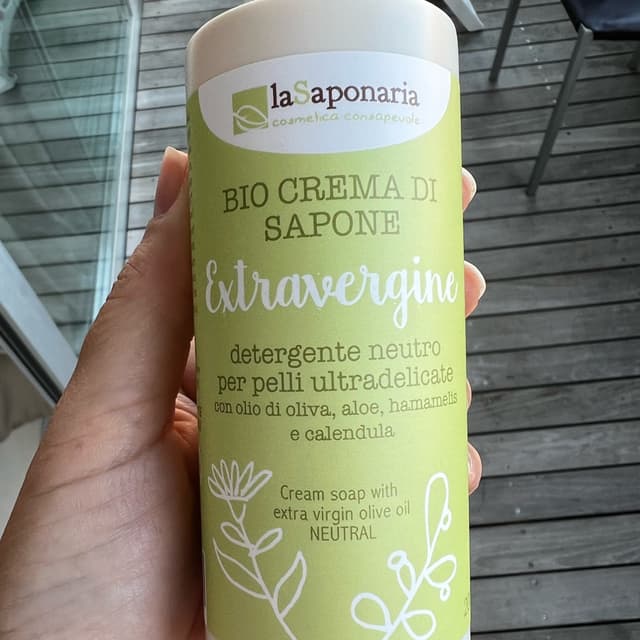 laSaponaria
cosmetica consapevole
BIO CREMA DI
SAPONE
Extravergine
detergente neutro
per pelli ultradelicate
con olio di oliva, aloe, hamamelis
e calendula
Cream soap with
extra virgin olive oil
NEUTRAL